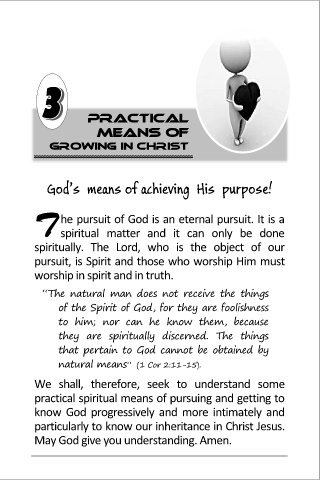 3
PRACTICAL
MEANS OF
GROWING IN CHRIST
God's means of achieving His purpose!
The pursuit of God is an eternal pursuit. It is a
spiritual matter and it can only be done
spiritually. The Lord, who is the object of our
pursuit, is Spirit and those who worship Him must
worship in spirit and in truth.
“The natural man does not receive the things
of the Spirit of God, for they are foolishness
to him; nor can he know them, because
they are spiritually discerned. The things
that pertain to God cannot be obtained by
natural means” (1 Cor 2:11-15).
We shall, therefore, seek to understand some
practical spiritual means of pursuing and getting to
know God progressively and more intimately and
particularly to know our inheritance in Christ Jesus.
May God give you understanding. Amen.